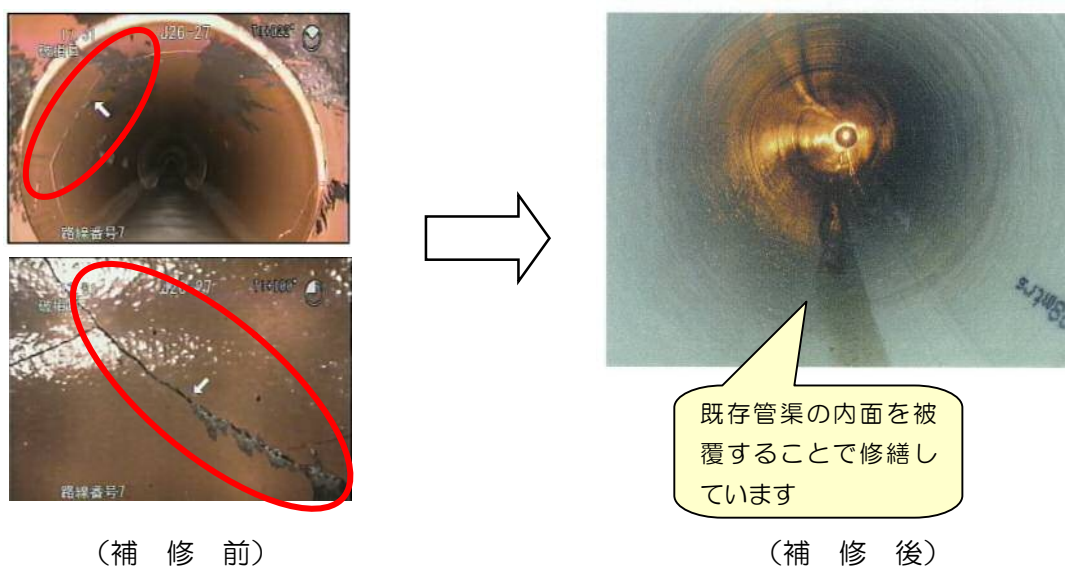 J26-27
路線番号7
J26-27
路線番号7
既存管渠の内面を被
覆することで修繕し
ています
（補　修　前）
（補　修　後）